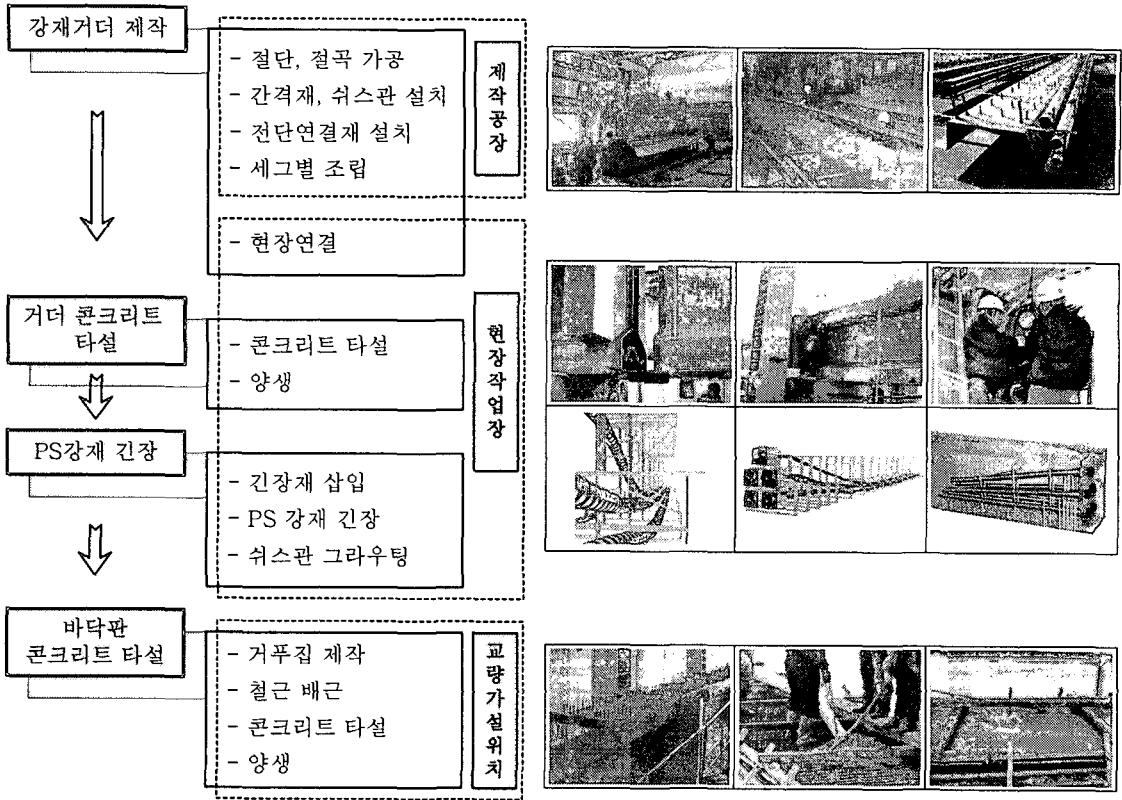 강재거더 제작
- 절단, 절곡 가공
- 간격재, 쉬스관 설치
- 전단연결재 설치
- 세그별 조립
제작공장
- 현장연결
거더 콘크리트
타설
- 콘크리트 타설
- 양생
현장작업장
PS강재 긴장
- 긴장재 삽입
- PS 강재 긴장
- 쉬스관 그라우팅
바닥판
콘크리트 타설
- 거푸집 제작
- 철근 배근
- 콘크리트 타설
- 양생
교량가설위치